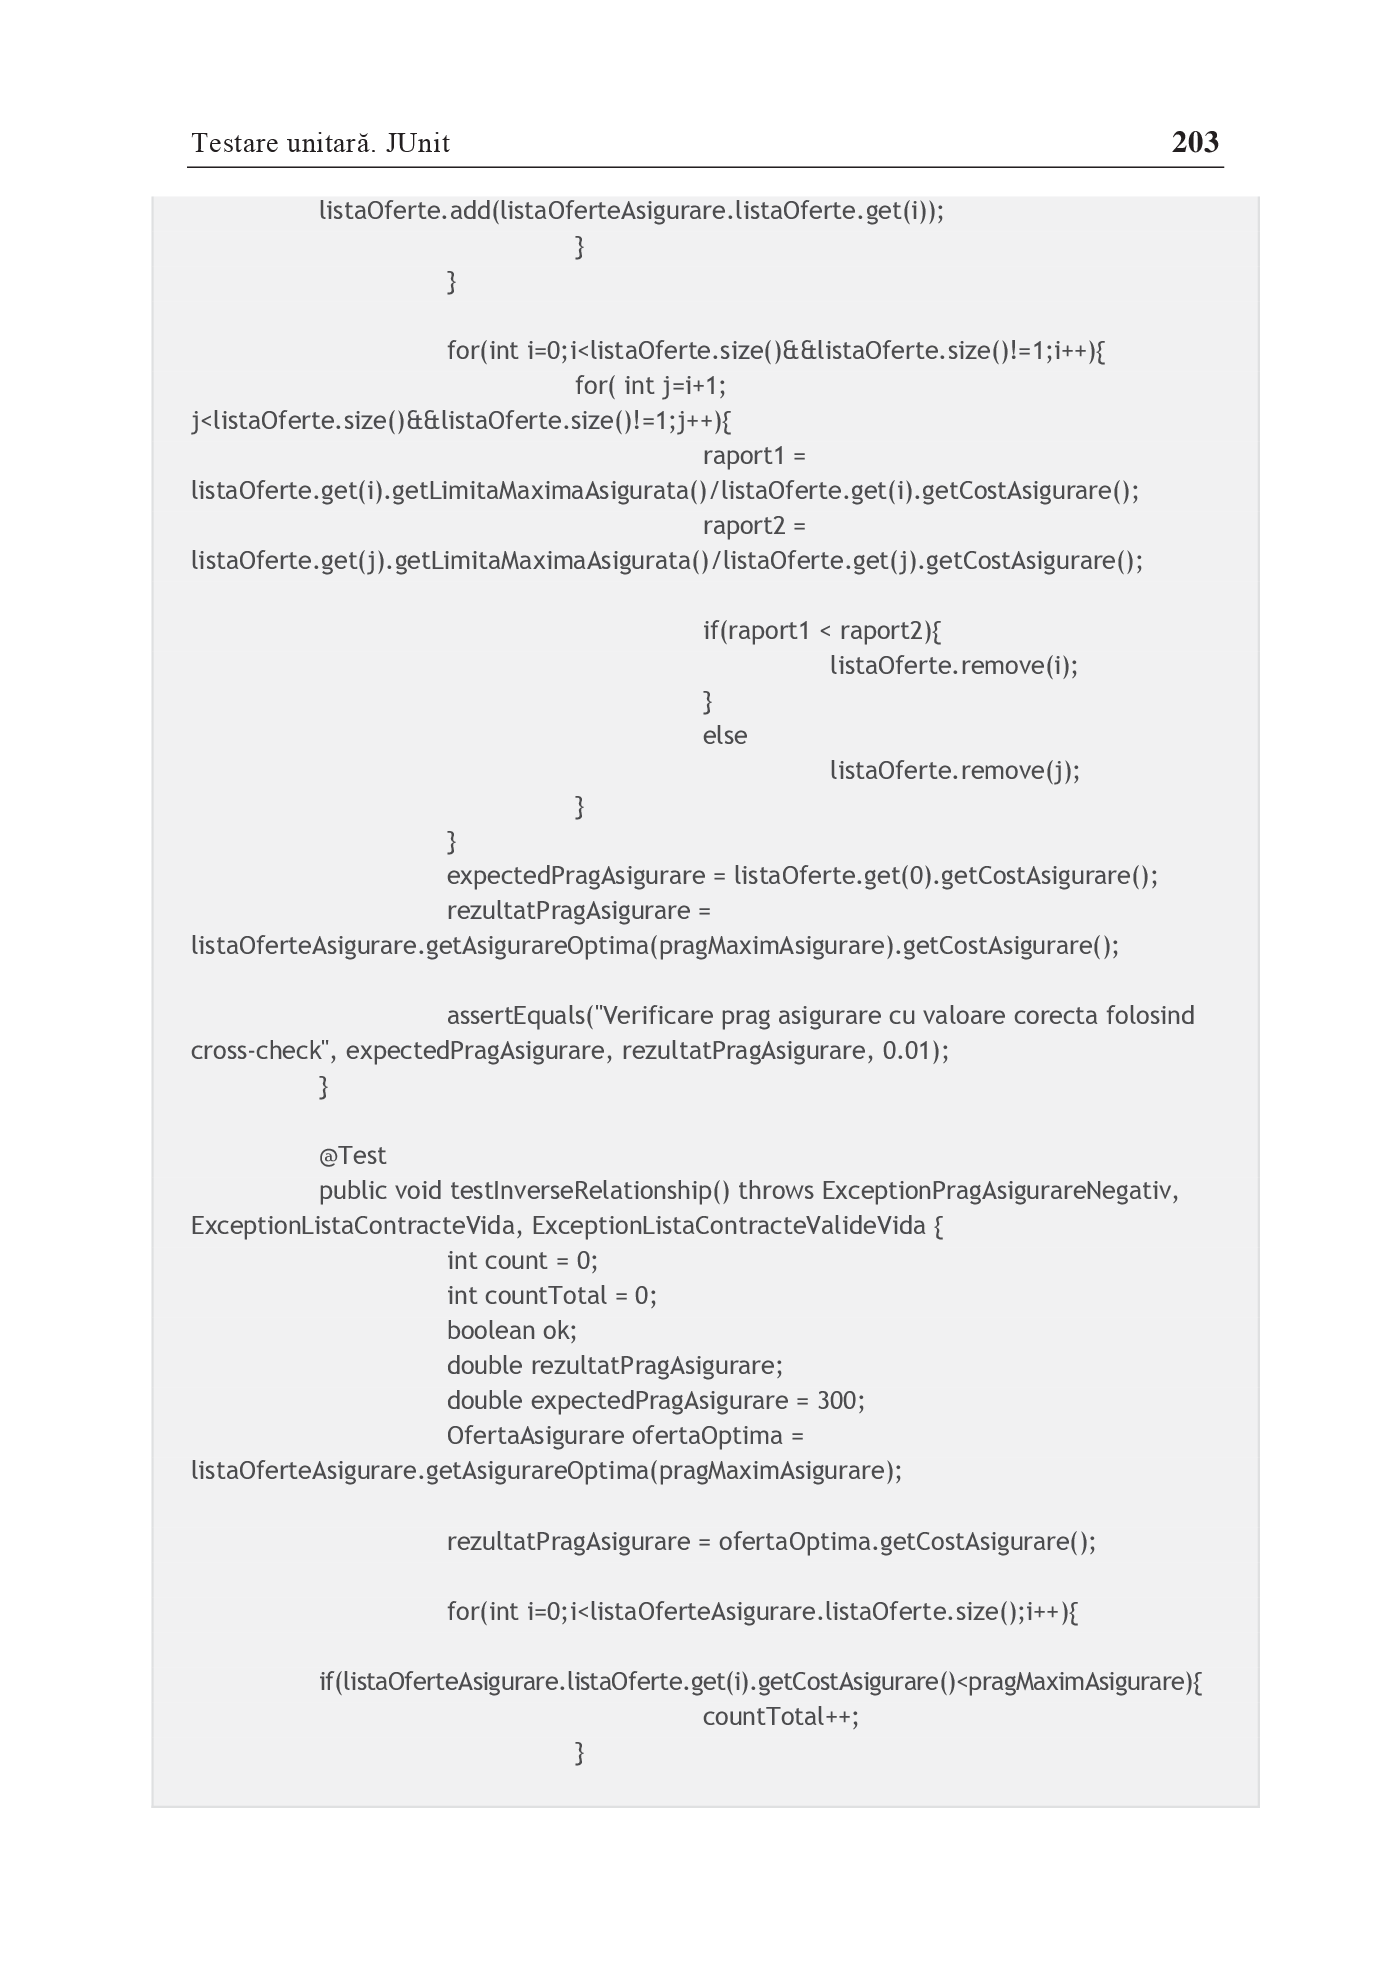 Testare unitară. JUnit 203
listaOferte.add(listaOferteAsigurare.listaOferte.get(i));
}
}
for(int i=0;i<listaOferte.size()&&listaOferte.size()!=1;i++){
for( int j=i+1;
j<listaOferte.size()&&listaOferte.size()!=1;j++){
raport1 =
listaOferte.get(i).getLimitaMaximaAsigurata()/listaOferte.get(i).getCostAsigurare();
raport2 =
listaOferte.get(j).getLimitaMaximaAsigurata()/listaOferte.get(j).getCostAsigurare();
if(raport1 < raport2){
listaOferte.remove(i);
}
else
listaOferte.remove(j);
}
}
expectedPragAsigurare = listaOferte.get(0).getCostAsigurare();
rezultatPragAsigurare =
listaOferteAsigurare.getAsigurareOptima(pragMaximAsigurare).getCostAsigurare();
assertEquals("Verificare prag asigurare cu valoare corecta folosind
cross-check", expectedPragAsigurare, rezultatPragAsigurare, 0.01);
}
@Test
public void testInverseRelationship() throws ExceptionPragAsigurareNegativ,
ExceptionListaContracteVida, ExceptionListaContracteValideVida {
int count = 0;
int countTotal = 0;
boolean ok;
double rezultatPragAsigurare;
double expectedPragAsigurare = 300;
OfertaAsigurare ofertaOptima =
listaOferteAsigurare.getAsigurareOptima(pragMaximAsigurare);
rezultatPragAsigurare = ofertaOptima.getCostAsigurare();
for(int i=0;i<listaOferteAsigurare.listaOferte.size();i++){
if(listaOferteAsigurare.listaOferte.get(i).getCostAsigurare()<pragMaximAsigurare){
countTotal++;
}